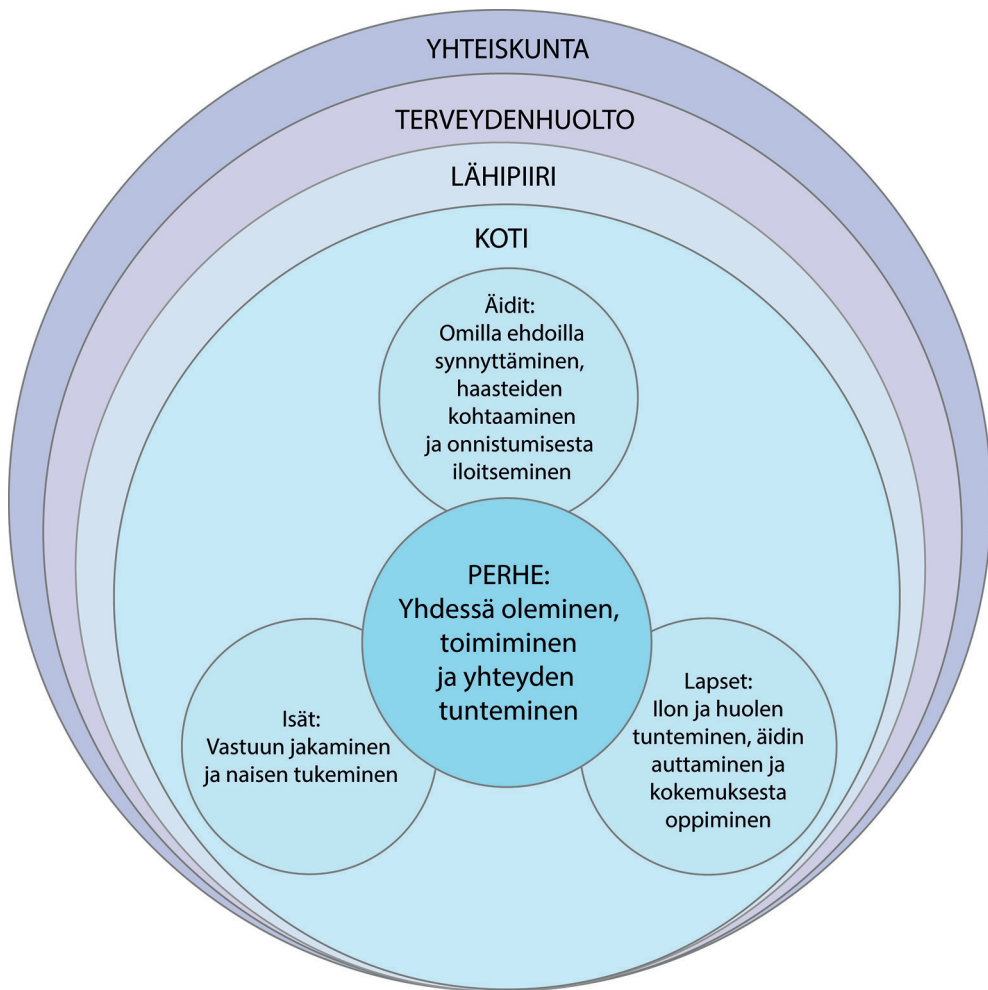 YHTEISKUNTA
TERVEYDENHUOLTO
LÄHIPIIRI
KOTI
Äidit:
Omilla ehdoilla
synnyttäminen,
haasteiden
kohtaaminen
ja onnistumisesta
iloitseminen
PERHE:
Yhdessä oleminen,
toimiminen
ja yhteyden
tunteminen
Isät:
Vastuun jakaminen
ja naisen tukeminen
Lapset:
Ilon ja huolen
tunteminen, äidin
auttaminen ja
kokemuksesta
oppiminen